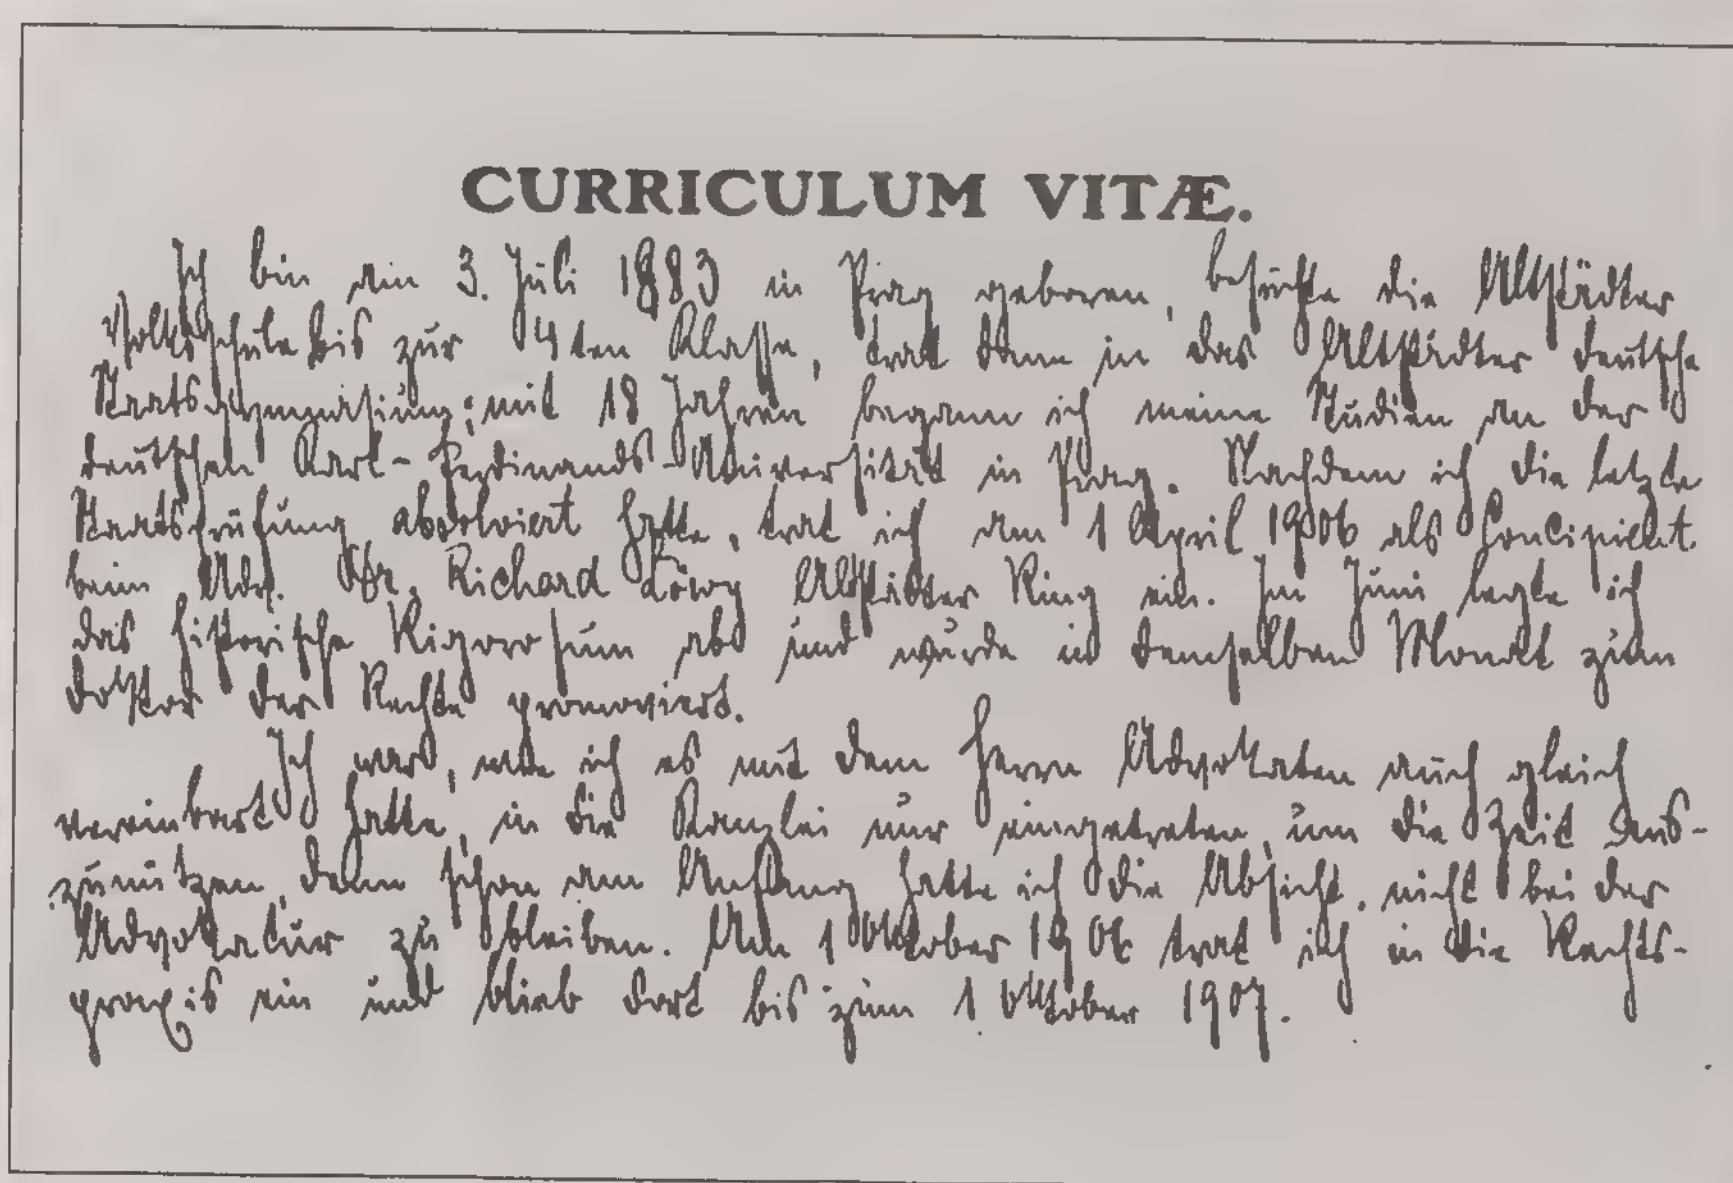 CURRICULUM VITÆ.
Ich bin am 3. Juli 1883 in Prag geboren, besuchte die Altstädter
Volksschule bis zur 4ten Klasse, trat dann in das Altstädter deutsche
Staatsgymnasium; mit 18 Jahren begann ich meine Studien an der
deutschen Karl-Ferdinands-Universität in Prag. Nachdem ich die letzte
Staatsprüfung absolviert hatte, trat ich am 1 April 1906 als Concipient
beim Adv. Dr. Richard Löwy Altstädter Ring ein. Im Juni legte ich
das historische Rigorosum ab und wurde in demselben Monat zum
Doktor der Rechte promoviert.
Ich war, wie ich es mit dem Herrn Advokaten auch gleich
vereinbart hatte, in die Kanzlei nur eingetreten, um die Zeit aus-
zunützen, denn schon am Anfang hatte ich die Absicht, nicht bei der
Advokatur zu bleiben. Am 1 Oktober 1906 trat ich in die Rechts-
praxis ein und blieb dort bis zum 1 Oktober 1907.